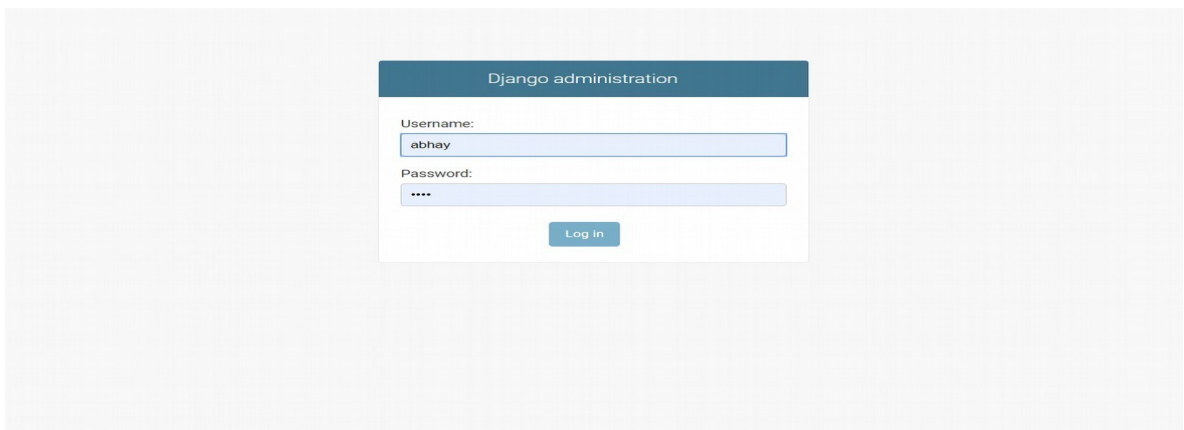 Django administration
Username:
abhay
Password:
••••
Log in